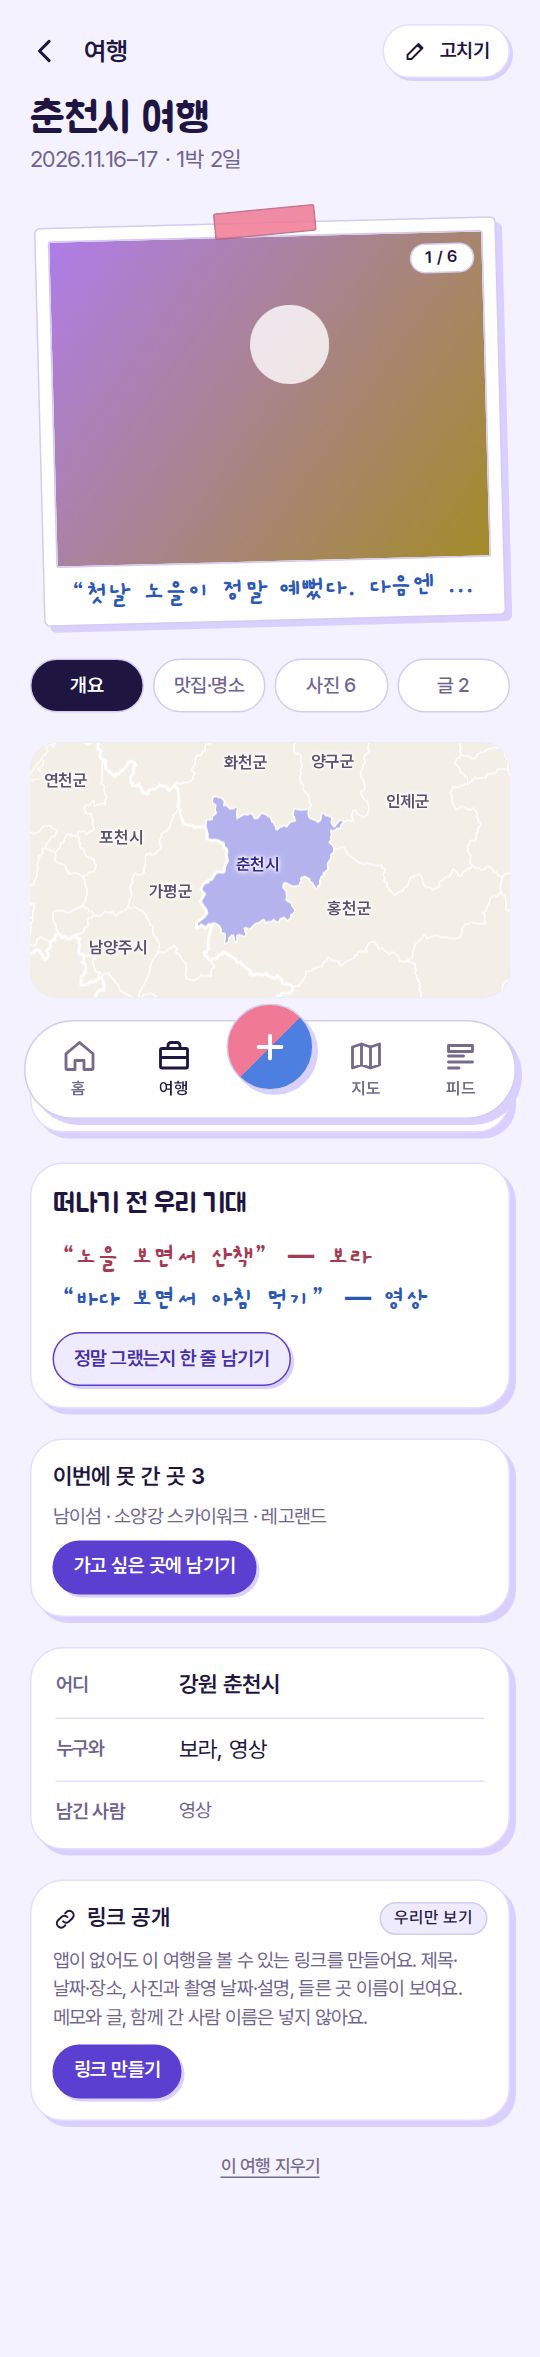 여행
고치기
춘천시 여행
2026.11.16–17 · 1박 2일
1 / 6
“첫날 노을이 정말 예뻤다. 다음엔 ...
개요
맛집·명소
사진 6
글 2
화천군
양구군
연천군
인제군
포천시
춘천시
가평군
홍천군
남양주시
홈
여행
지도
피드
떠나기 전 우리 기대
“노을 보면서 산책” — 보라
“바다 보면서 아침 먹기” — 영상
정말 그랬는지 한 줄 남기기
이번에 못 간 곳 3
남이섬 · 소양강 스카이워크 · 레고랜드
가고 싶은 곳에 남기기
어디 강원 춘천시
누구와 보라, 영상
남긴 사람 영상
링크 공개
우리만 보기
앱이 없어도 이 여행을 볼 수 있는 링크를 만들어요. 제목·
날짜·장소, 사진과 촬영 날짜·설명, 들른 곳 이름이 보여요.
메모와 글, 함께 간 사람 이름은 넣지 않아요.
링크 만들기
이 여행 지우기